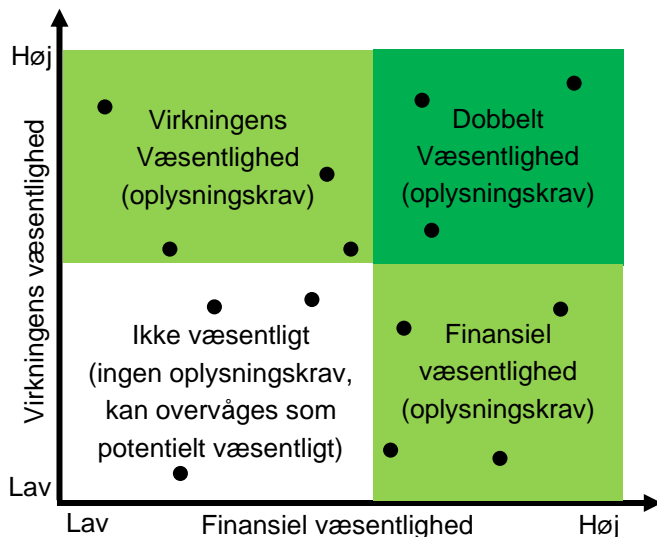 Høj
Virkningens væsentlighed
Lav
Virkningens
Væsentlighed
(oplysningskrav)
Dobbelt
Væsentlighed
(oplysningskrav)
Ikke væsentligt
(ingen oplysningskrav,
kan overvåges som
potentielt væsentligt)
Finansiel
væsentlighed
(oplysningskrav)
Lav
Finansiel væsentlighed
Høj